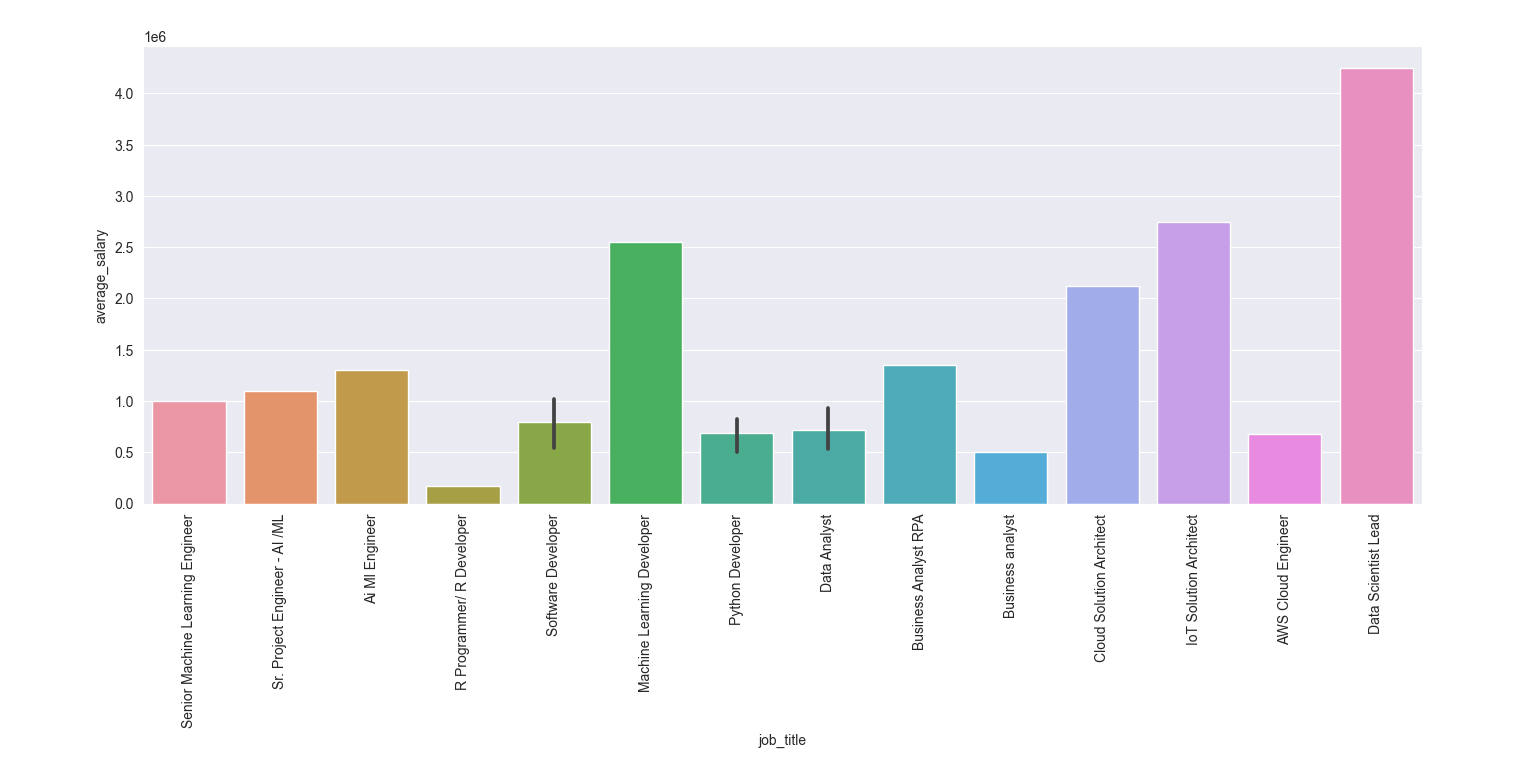 1e6
4.0
3.5
3.0
2.5
2.0
1.5
1.0
0.5
0.0
average_salary
Senior Machine Learning Engineer
Sr. Project Engineer - AI /ML
Ai Ml Engineer
R Programmer/ R Developer
Software Developer
Machine Learning Developer
Python Developer
Data Analyst
Business Analyst RPA
Business analyst
Cloud Solution Architect
IoT Solution Architect
AWS Cloud Engineer
Data Scientist Lead
job_title